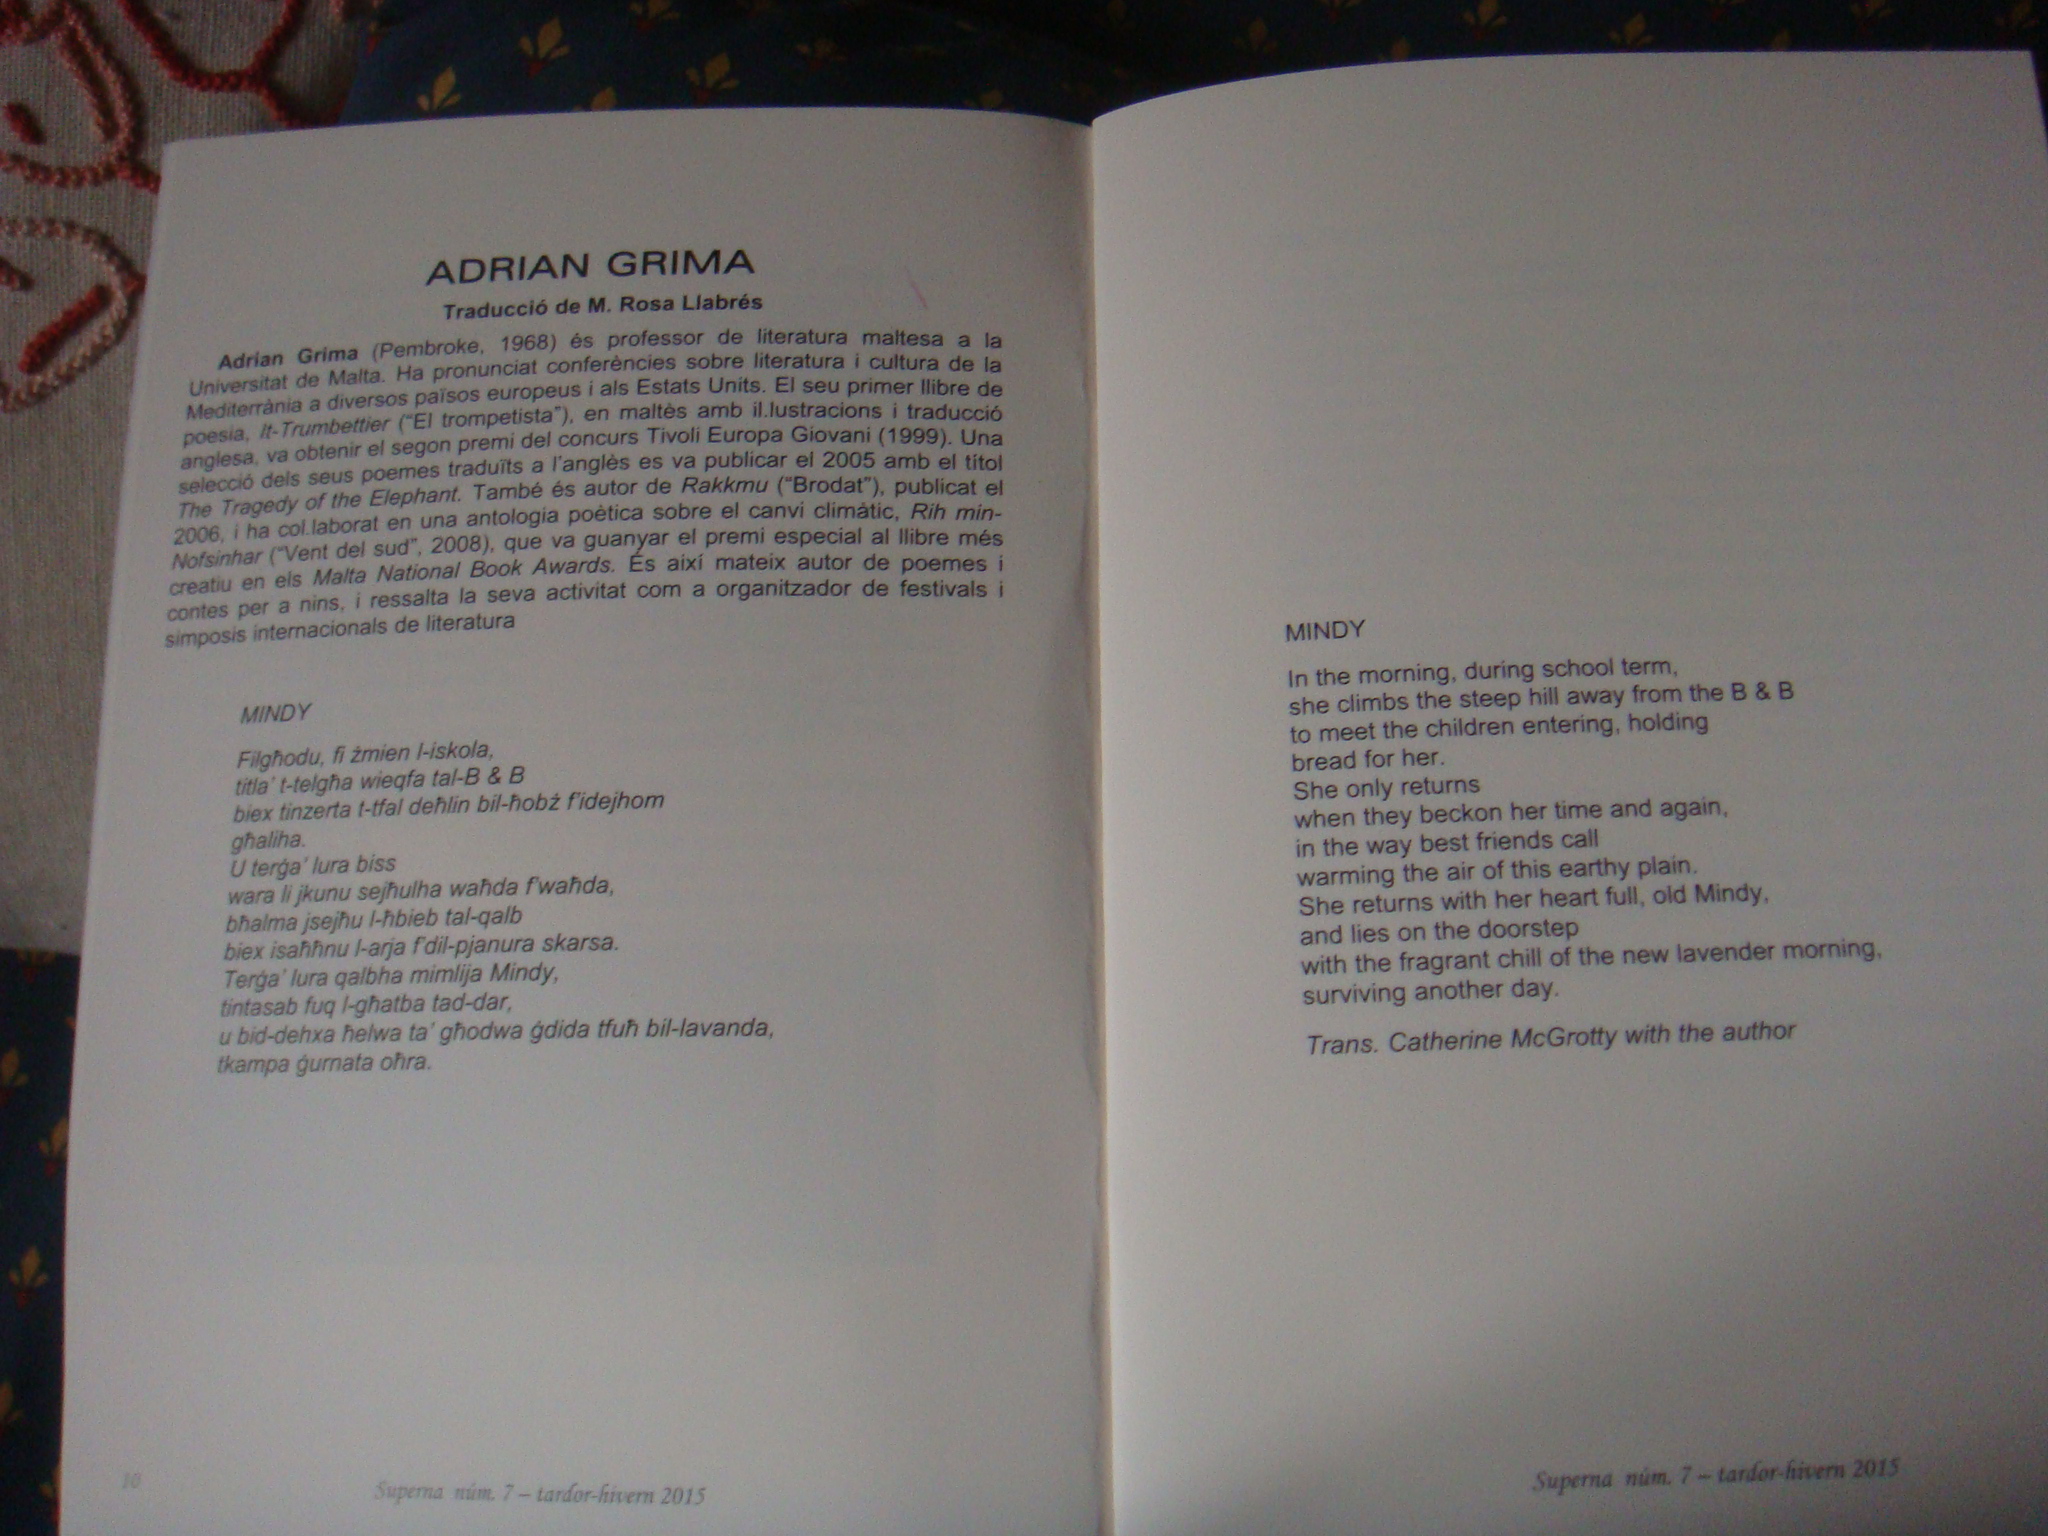 ADRIAN GRIMA
Traducció de M. Rosa Llabrés
Adrian Grima (Pembroke, 1968) és professor de literatura maltesa a la
Universitat de Malta. Ha pronunciat conferències sobre literatura i cultura de la
Mediterrània a diversos països europeus i als Estats Units. El seu primer llibre de
poesia, It-Trumbettier (“El trompetista”), en maltès amb il.lustracions i traducció
anglesa, va obtenir el segon premi del concurs Tivoli Europa Giovani (1999). Una
selecció dels seus poemes traduïts a l'anglès es va publicar el 2005 amb el títol
The Tragedy of the Elephant. També és autor de Rakkmu (“Brodat”), publicat el
2006, i ha col.laborat en una antologia poètica sobre el canvi climàtic, Rih min-
Nofsinhar (“Vent del sud”, 2008), que va guanyar el premi especial al llibre més
creatiu en els Malta National Book Awards. És així mateix autor de poemes i
contes per a nins, i ressalta la seva activitat com a organitzador de festivals i
simposis internacionals de literatura
MINDY
Filgħodu, fi żmien l-iskola,
titla' t-telgħa wieqfa tal-B & B
biex tinzerta t-tfal deħlin bil-ħobż f'idejhom
għaliha.
U terġa' lura biss
wara li jkunu sejħulha waħda f'waħda,
bħalma jsejħu l-ħbieb tal-qalb
biex isaħħnu l-arja f'dil-pjanura skarsa.
Terġa' lura qalbha mimlija Mindy,
tintasab fuq l-għatba tad-dar,
u bid-dehxa ħelwa ta' għodwa ġdida tfuħ bil-lavanda,
tkampa ġurnata oħra.
10
Superna núm. 7 – tardor-hivern 2015
MINDY
In the morning, during school term,
she climbs the steep hill away from the B & B
to meet the children entering, holding
bread for her.
She only returns
when they beckon her time and again,
in the way best friends call
warming the air of this earthy plain.
She returns with her heart full, old Mindy,
and lies on the doorstep
with the fragrant chill of the new lavender morning,
surviving another day.
Trans. Catherine McGrotty with the author
Superna núm. 7 – tardor-hivern 2015